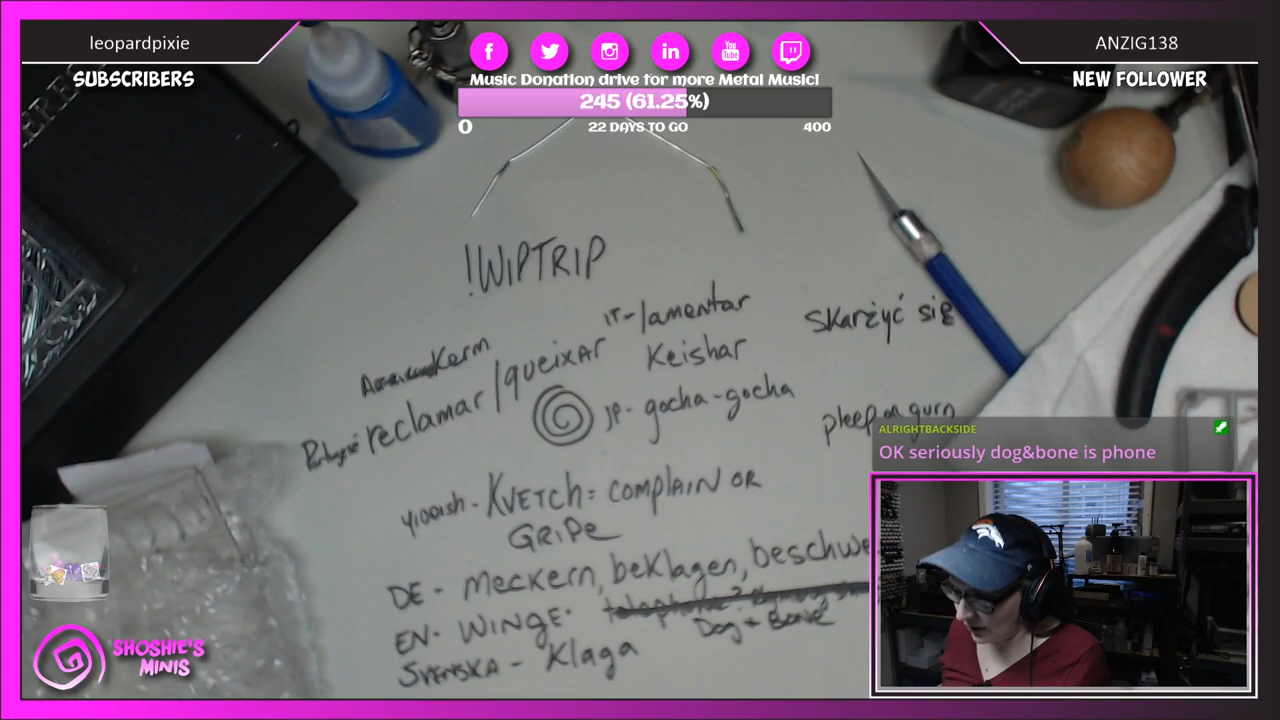 leopardpixie
SUBSCRIBERS
Music Donation drive for more Metal Music!
245 (61.25%)
0
22 DAYS TO GO
400
ANZIG138
NEW FOLLOWER
!WIPTRIP
IT-lamentar
Skarżyć się
Kerm
Keishar
reclamar/queixar
JP- gocha-gocha
ALRIGHTBACKSIDE
OK seriously dog&bone is phone
YIDDISH- KVETCH = COMPLAIN OR
GRIPE
DE- meckern, beklagen, beschwe
EN- WINGE-
Dog + Bone
SVENSKA- Klaga
SHOSHIE'S
MINIS